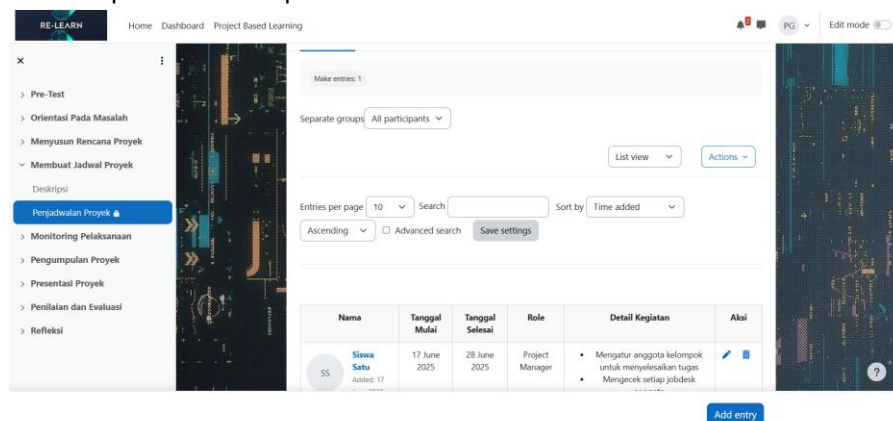 RE-LEARN
Home Dashboard Project Based Learning
2
PG
Edit mode
Pre-Test
Orientasi Pada Masalah
Menyusun Rencana Proyek
Membuat Jadwal Proyek
Deskripsi
Penjadwalan Proyek
Monitoring Pelaksanaan
Pengumpulan Proyek
Presentasi Proyek
Penilaian dan Evaluasi
Refleksi
Make entries: 1
Separate groups All participants
List view Actions
Entries per page 10 Search Sort by Time added
Ascending Advanced search Save settings
Nama Tanggal Mulai Tanggal Selesai Role Detail Kegiatan Aksi
SS
Siswa Satu
Added: 17
17 June 2025
28 June 2025
Project Manager
• Mengatur anggota kelompok
untuk menyelesaikan tugas
• Mengecek setiap jobdesk
?
Add entry